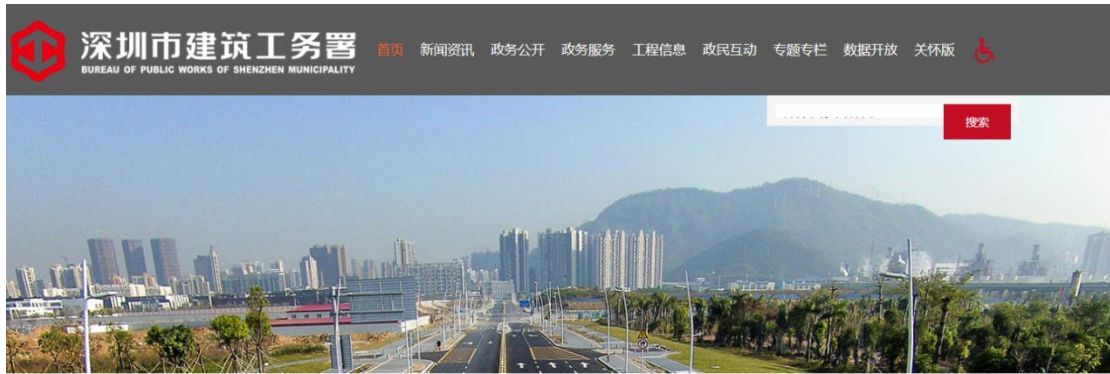 深圳市建筑工务署
BUREAU OF PUBLIC WORKS OF SHENZHEN MUNICIPALITY
首页 新闻资讯 政务公开 政务服务 工程信息 政民互动 专题专栏 数据开放 关怀版
搜索